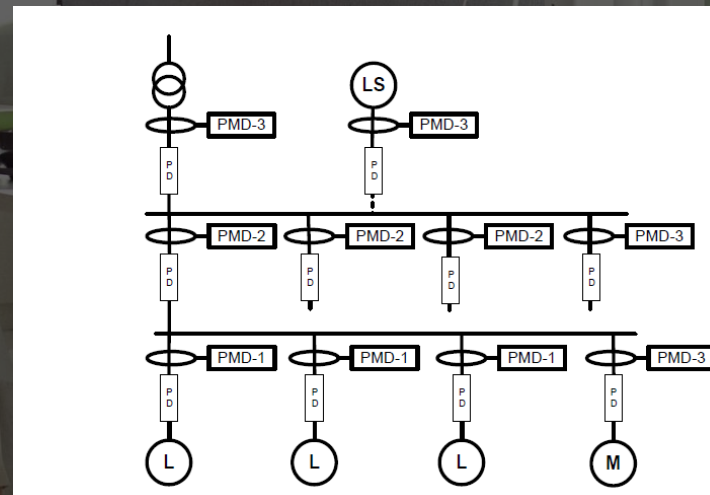 LS
PMD-3 PMD-3
PD PD
PMD-2 PMD-2 PMD-2 PMD-3
PD PD PD PD
PMD-1 PMD-1 PMD-1 PMD-3
PD PD PD PD
L L L M